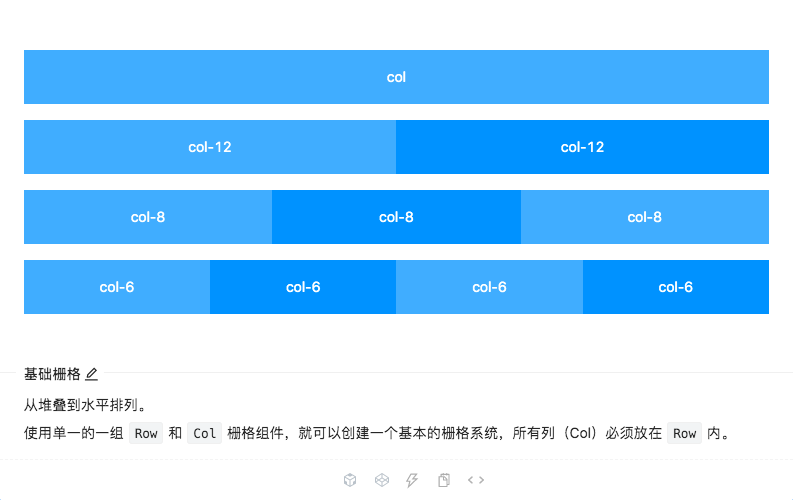 col
col-12 col-12
col-8 col-8 col-8
col-6 col-6 col-6 col-6
基础栅格
从堆叠到水平排列。
使用单一的一组 Row 和 Col 栅格组件，就可以创建一个基本的栅格系统，所有列（Col）必须放在 Row 内。